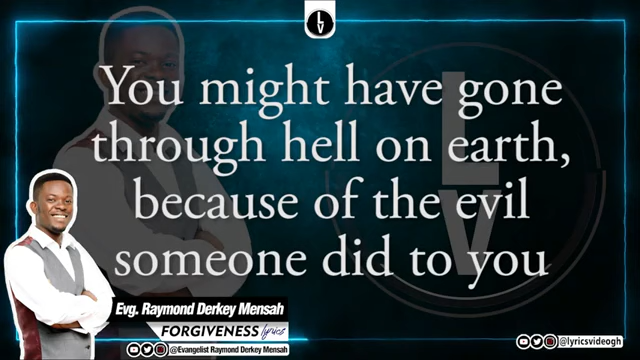 L
V
You might have gone
through hell on earth,
because of the evil
someone did to you
L
V
Evg. Raymond Derkey Mensah
FORGIVENESS lyrics
@Evangelist Raymond Derkey Mensah
@lyricsvideogh